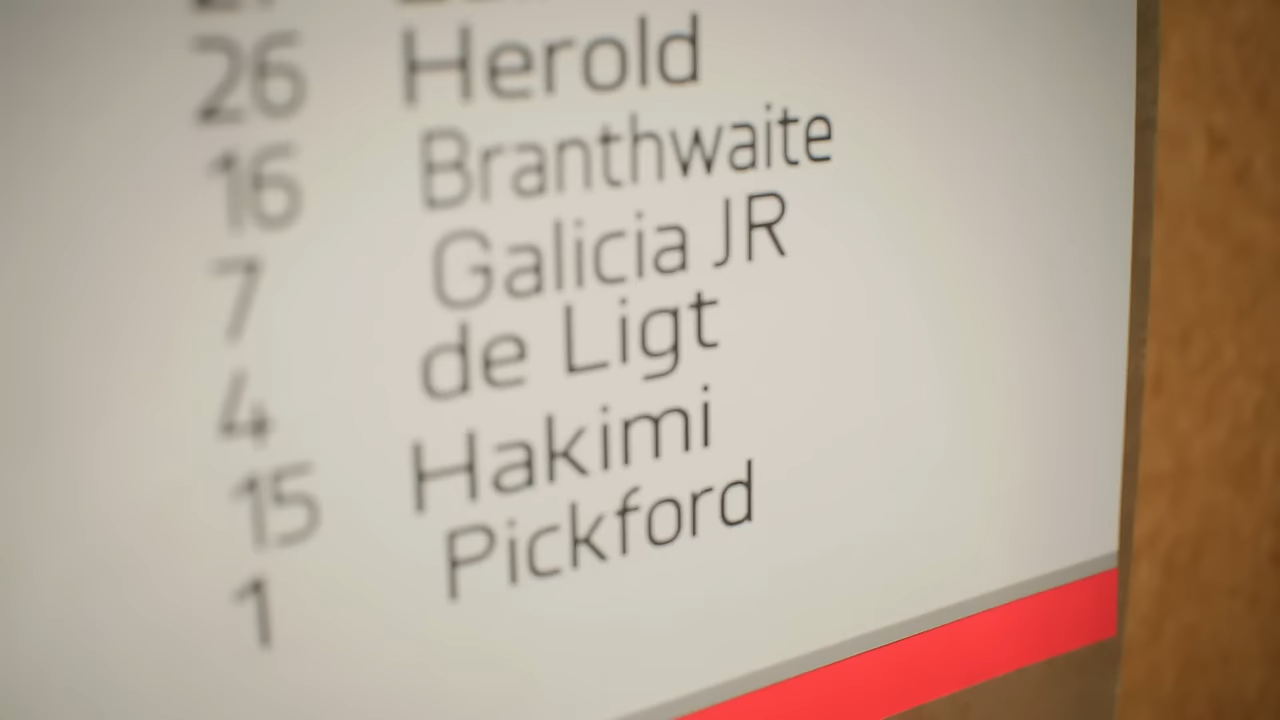 26 Herold
16 Branthwaite
7 Galicia JR
4 de Ligt
15 Hakimi
1 Pickford